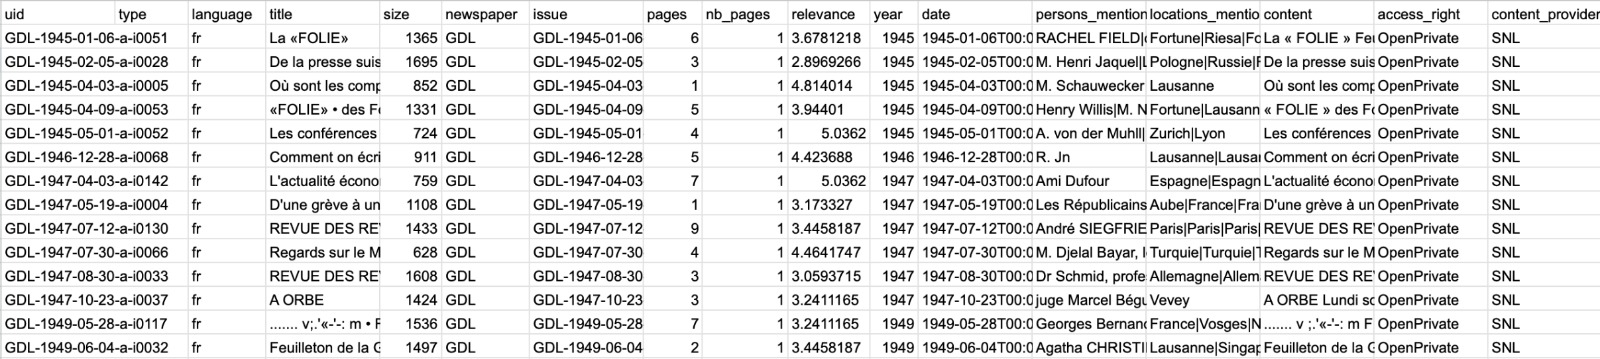 uid type language title size newspaper issue pages nb_pages relevance year date persons_mention locations_mentio content access_right content_provider
GDL-1945-01-06-a-i0051 fr La «FOLIE» 1365 GDL GDL-1945-01-06 6 1 3.6781218 1945 1945-01-06T00:0 RACHEL FIELD| Fortune|Riesa|Fo La « FOLIE » Feu OpenPrivate SNL
GDL-1945-02-05-a-i0028 fr De la presse suis 1695 GDL GDL-1945-02-05 3 1 2.8969266 1945 1945-02-05T00:0 M. Henri Jaquel|L Pologne|Russie|F De la presse suis OpenPrivate SNL
GDL-1945-04-03-a-i0005 fr Où sont les comp 852 GDL GDL-1945-04-03 1 1 4.814014 1945 1945-04-03T00:0 M. Schauwecker Lausanne Où sont les comp OpenPrivate SNL
GDL-1945-04-09-a-i0053 fr «FOLIE» • des Fe 1331 GDL GDL-1945-04-09 5 1 3.94401 1945 1945-04-09T00:0 Henry Willis|M. N Fortune|Lausann « FOLIE » des F OpenPrivate SNL
GDL-1945-05-01-a-i0052 fr Les conférences 724 GDL GDL-1945-05-01 4 1 5.0362 1945 1945-05-01T00:0 A. von der Muhll| Zurich|Lyon Les conférences OpenPrivate SNL
GDL-1946-12-28-a-i0068 fr Comment on écri 911 GDL GDL-1946-12-28 5 1 4.423688 1946 1946-12-28T00:0 R. Jn Lausanne|Lausa Comment on écri OpenPrivate SNL
GDL-1947-04-03-a-i0142 fr L'actualité écono 759 GDL GDL-1947-04-03 7 1 5.0362 1947 1947-04-03T00:0 Ami Dufour Espagne|Espagn L'actualité écono OpenPrivate SNL
GDL-1947-05-19-a-i0004 fr D'une grève à un 1108 GDL GDL-1947-05-19 1 1 3.173327 1947 1947-05-19T00:0 Les Républicains Aube|France|Fra D'une grève à un OpenPrivate SNL
GDL-1947-07-12-a-i0130 fr REVUE DES RE 1433 GDL GDL-1947-07-12 9 1 3.4458187 1947 1947-07-12T00:0 André SIEGFRIE Paris|Paris|Paris| REVUE DES RE OpenPrivate SNL
GDL-1947-07-30-a-i0066 fr Regards sur le M 628 GDL GDL-1947-07-30 4 1 4.4641747 1947 1947-07-30T00:0 M. Djelal Bayar, l Turquie|Turquie|T Regards sur le M OpenPrivate SNL
GDL-1947-08-30-a-i0033 fr REVUE DES RE 1608 GDL GDL-1947-08-30 3 1 3.0593715 1947 1947-08-30T00:0 Dr Schmid, profe Allemagne|Allem REVUE DES RE OpenPrivate SNL
GDL-1947-10-23-a-i0037 fr A ORBE 1424 GDL GDL-1947-10-23 3 1 3.2411165 1947 1947-10-23T00:0 juge Marcel Bégu Vevey A ORBE Lundi so OpenPrivate SNL
GDL-1949-05-28-a-i0117 fr ....... v;.'«-'-: m • F 1536 GDL GDL-1949-05-28 7 1 3.2411165 1949 1949-05-28T00:0 Georges Bernand France|Vosges|N ....... v ;.'«-'-: m F OpenPrivate SNL
GDL-1949-06-04-a-i0032 fr Feuilleton de la G 1497 GDL GDL-1949-06-04 2 1 3.4458187 1949 1949-06-04T00:0 Agatha CHRISTI Lausanne|Singap Feuilleton de la G OpenPrivate SNL